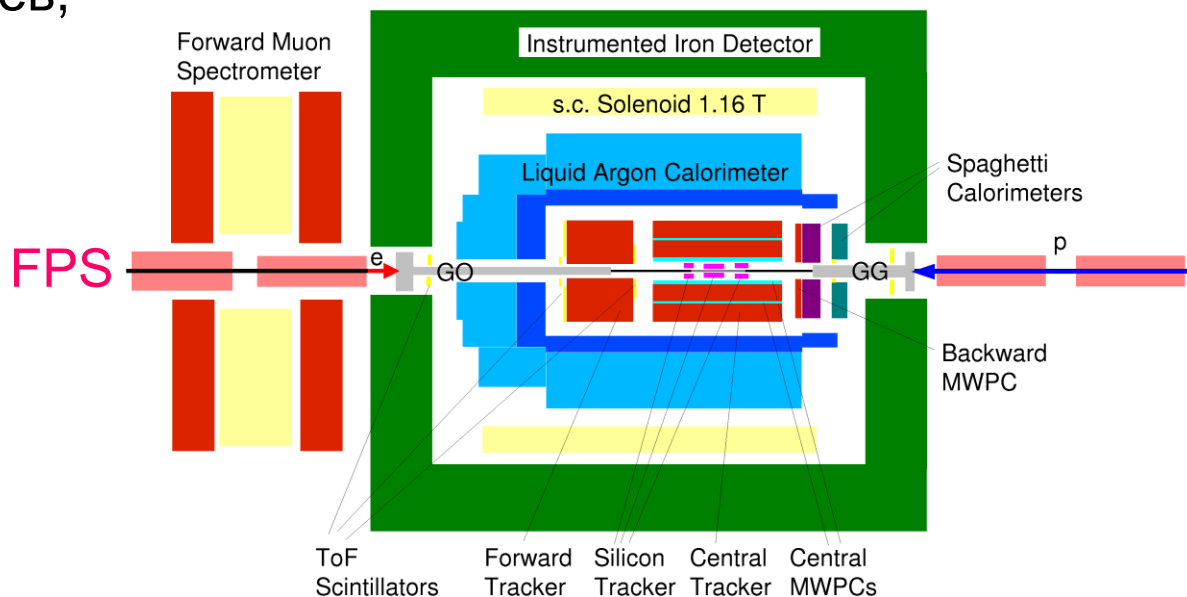 св,
Forward Muon
Spectrometer
Instrumented Iron Detector
s.c. Solenoid 1.16 T
Liquid Argon Calorimeter
Spaghetti
Calorimeters
FPS
e
GO
GG
p
Backward
MWPC
ToF
Scintillators
Forward
Tracker
Silicon
Tracker
Central
Tracker
Central
MWPCs